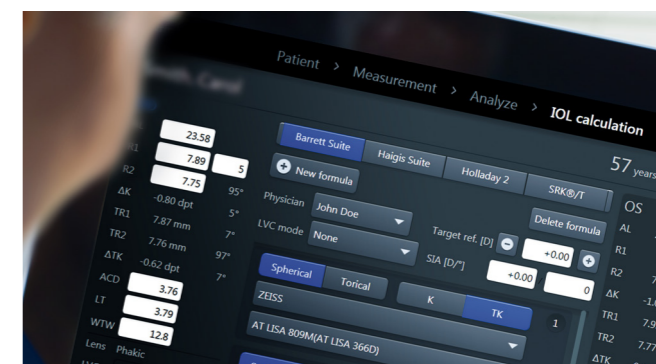 Patient > Measurement > Analyze > IOL calculation
57 years
23.58
R1 7.89 5
R2 7.75 95°
ΔK -0.80 dpt 5°
TR1 7.87 mm 7°
TR2 7.76 mm 97°
ΔTK -0.62 dpt 7°
ACD 3.76
LT 3.79
WTW 12.8
Lens Phakic
Barrett Suite Haigis Suite Holladay 2 SRK®/T
New formula Delete formula
Physician John Doe Target ref. [D] +0.00
LVC mode None SIA [D/°] +0.00 0
Spherical Torical K TK 1
ZEISS
AT LISA 809M(AT LISA 366D)
OS
AL
R1
R2
ΔK
TR1
TR2
ΔTK